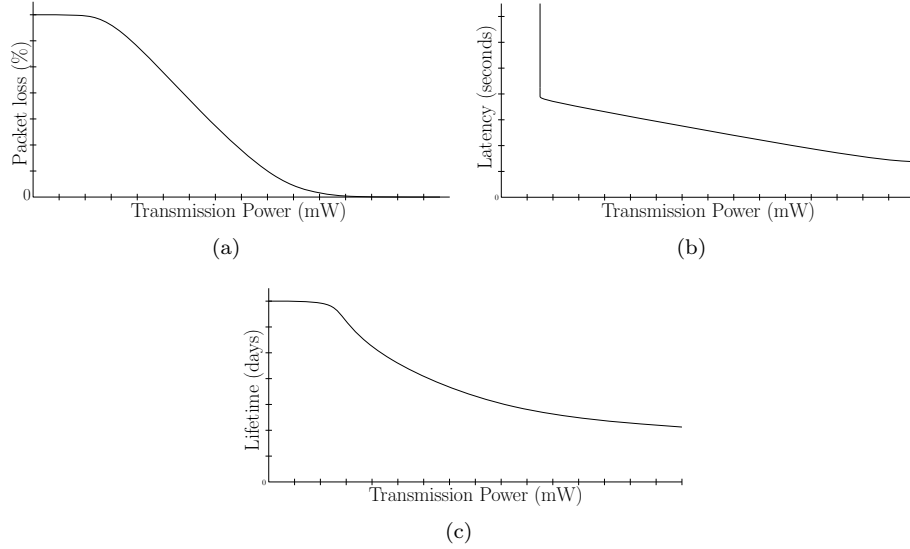 Packet loss (%)
0
Transmission Power (mW)
(a)
Latency (seconds)
0
Transmission Power (mW)
(b)
Lifetime (days)
0
Transmission Power (mW)
(c)